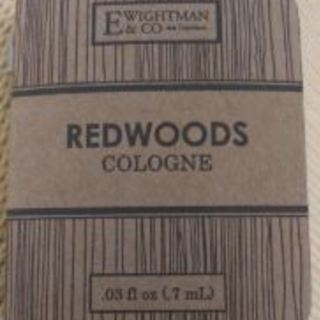 E WIGHTMAN
& CO
REDWOODS
COLOGNE
.03 fl oz (.7 mL)